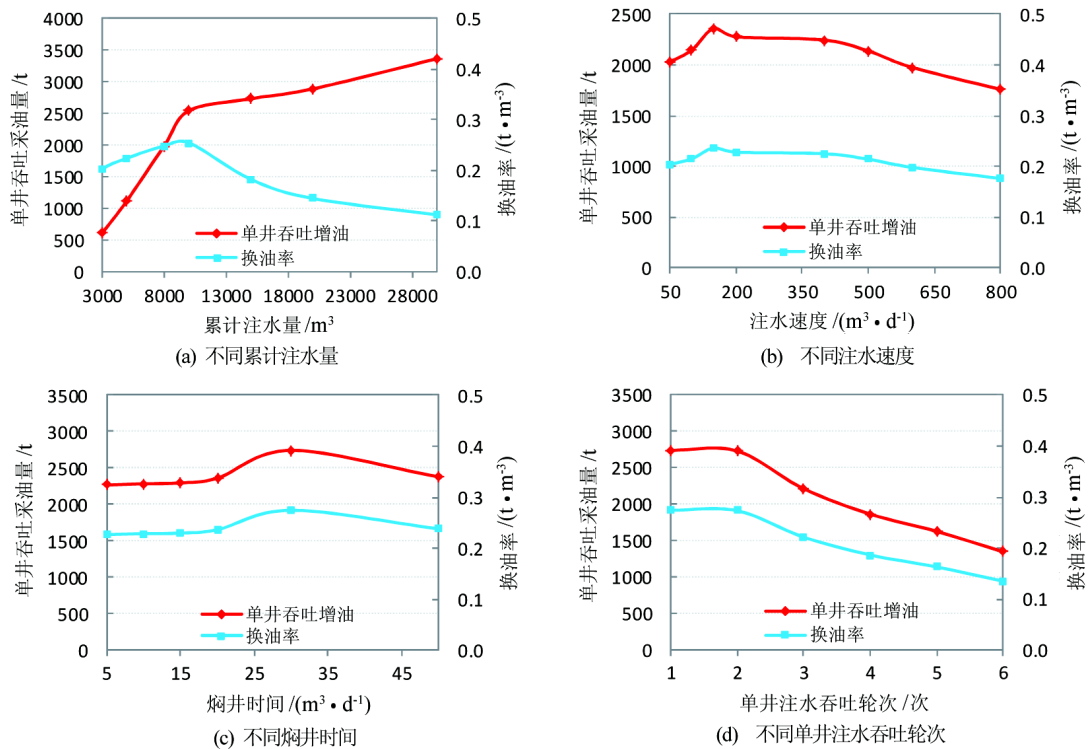 4000
3500
3000
2500
2000
1500
1000
500
0
单井吞吐采油量/t
0.5
0.4
0.3
0.2
0.1
0.0
换油率/(t•m⁻³)
单井吞吐增油
换油率
3000 8000 13000 18000 23000 28000
累计注水量/m³
(a) 不同累计注水量
2500
2000
1500
1000
500
0
单井吞吐采油量/t
0.5
0.4
0.3
0.2
0.1
0.0
换油率/(t•m⁻³)
单井吞吐增油
换油率
50 200 350 500 650 800
注水速度/(m³•d⁻¹)
(b) 不同注水速度
3500
3000
2500
2000
1500
1000
500
0
单井吞吐采油量/t
0.5
0.4
0.3
0.2
0.1
0.0
换油率/(t•m⁻³)
单井吞吐增油
换油率
5 15 25 35 45
焖井时间/(m³•d⁻¹)
(c) 不同焖井时间
3500
3000
2500
2000
1500
1000
500
0
单井吞吐采油量/t
0.5
0.4
0.3
0.2
0.1
0.0
换油率/(t•m⁻³)
单井吞吐增油
换油率
1 2 3 4 5 6
单井注水吞吐轮次/次
(d) 不同单井注水吞吐轮次